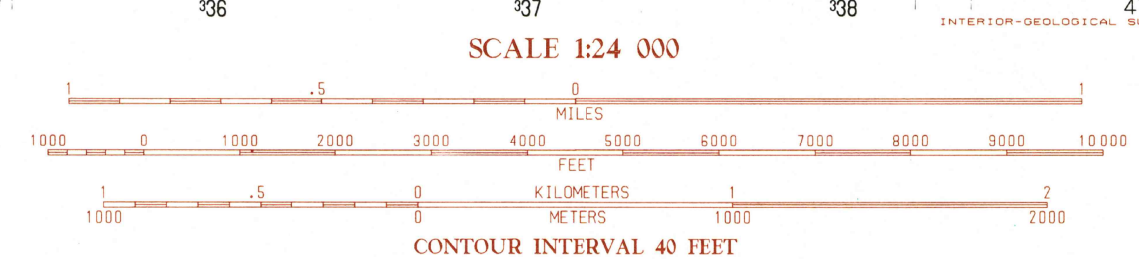 ³36 ³37 ³38 4
INTERIOR-GEOLOGICAL
SCALE 1:24 000
1 .5 0 1
MILES
1000 0 1000 2000 3000 4000 5000 6000 7000 8000 9000 10 000
FEET
1 .5 0 KILOMETERS 1 2
1000 0 METERS 1000 2000
CONTOUR INTERVAL 40 FEET